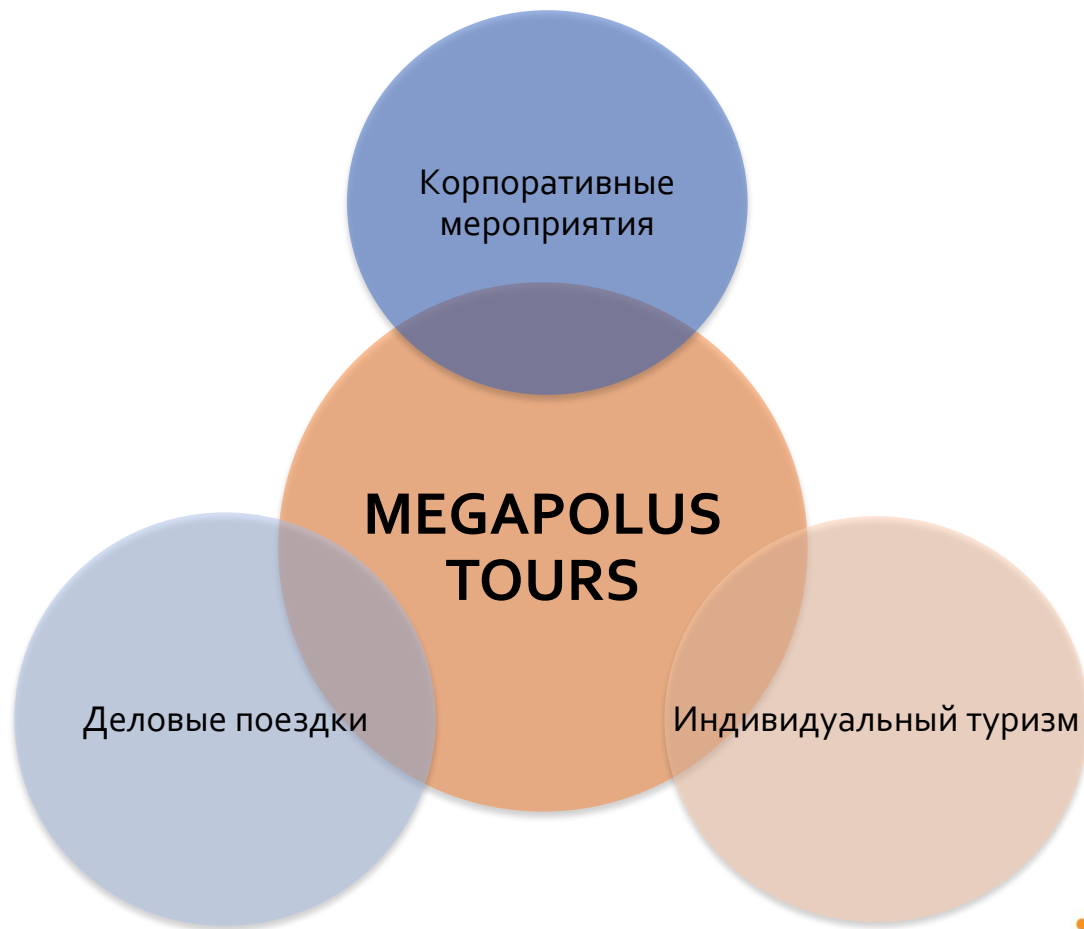 Корпоративные
мероприятия
MEGAPOLUS
TOURS
Деловые поездки
Индивидуальный туризм